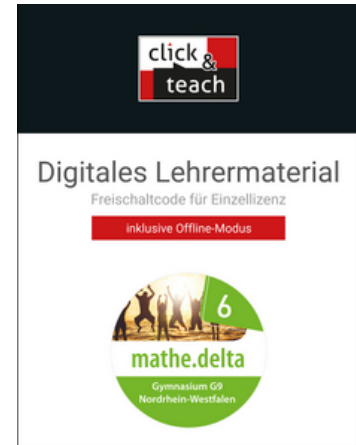 click &
teach
Digitales Lehrermaterial
Freischaltcode für Einzellizenz
inklusive Offline-Modus
6
mathe.delta
Gymnasium G9
Nordrhein-Westfalen